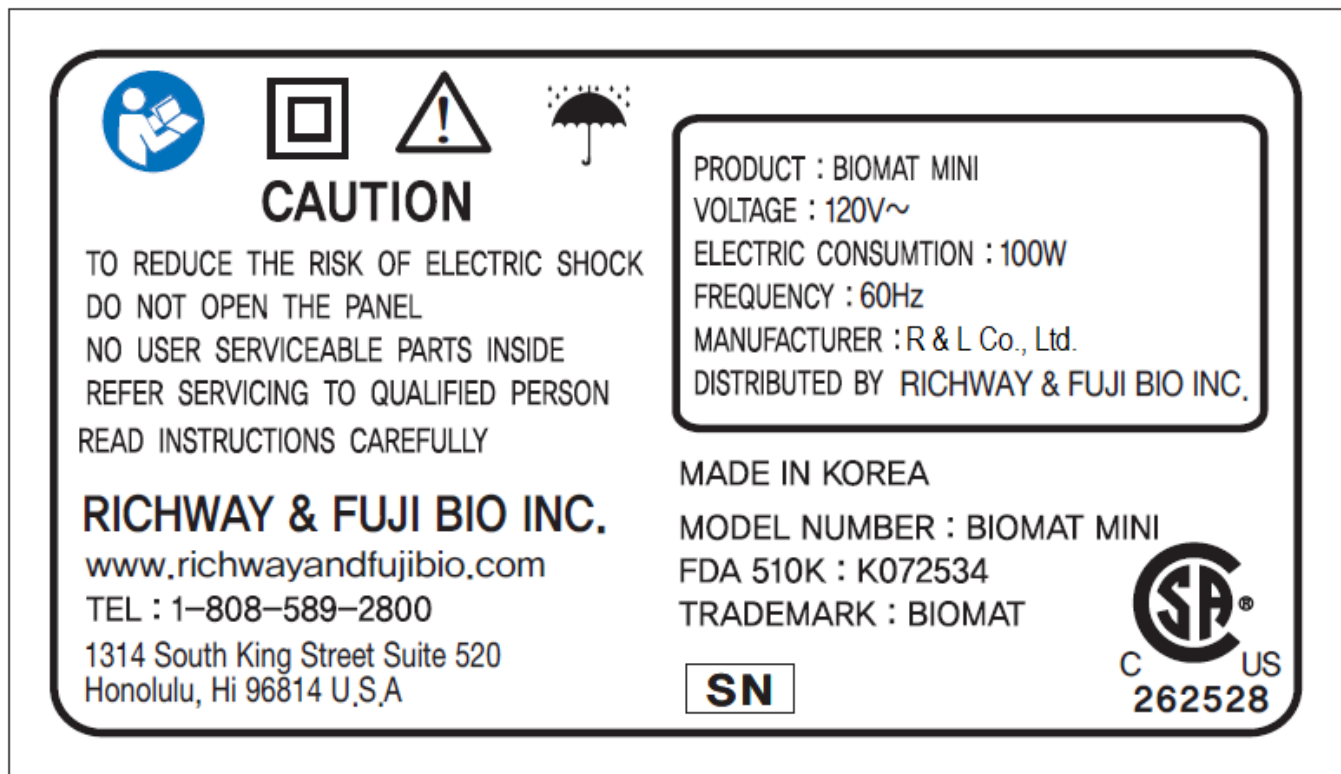 CAUTION
TO REDUCE THE RISK OF ELECTRIC SHOCK
DO NOT OPEN THE PANEL
NO USER SERVICEABLE PARTS INSIDE
REFER SERVICING TO QUALIFIED PERSON
READ INSTRUCTIONS CAREFULLY
RICHWAY & FUJI BIO INC.
www.richwayandfujibio.com
TEL : 1-808-589-2800
1314 South King Street Suite 520
Honolulu, Hi 96814 U.S.A
PRODUCT : BIOMAT MINI
VOLTAGE : 120V~
ELECTRIC CONSUMTION : 100W
FREQUENCY : 60Hz
MANUFACTURER : R & L Co., Ltd.
DISTRIBUTED BY RICHWAY & FUJI BIO INC.
MADE IN KOREA
MODEL NUMBER : BIOMAT MINI
FDA 510K : K072534
TRADEMARK : BIOMAT
SN
CSA ®
C US
262528